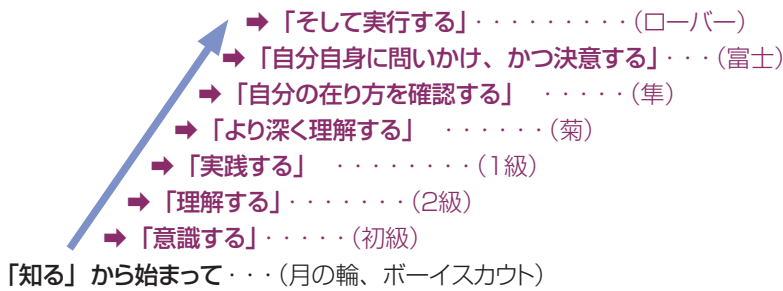 ➡「そして実行する」・・・・・・・・・(ローバー)
➡「自分自身に問いかけ、かつ決意する」・・・(富士)
➡「自分の在り方を確認する」 ・・・・・(隼)
➡「より深く理解する」 ・・・・・・(菊)
➡「実践する」 ・・・・・・・・(1級)
➡「理解する」・・・・・・・(2級)
➡「意識する」・・・・・(初級)
「知る」から始まって・・・(月の輪、ボーイスカウト)